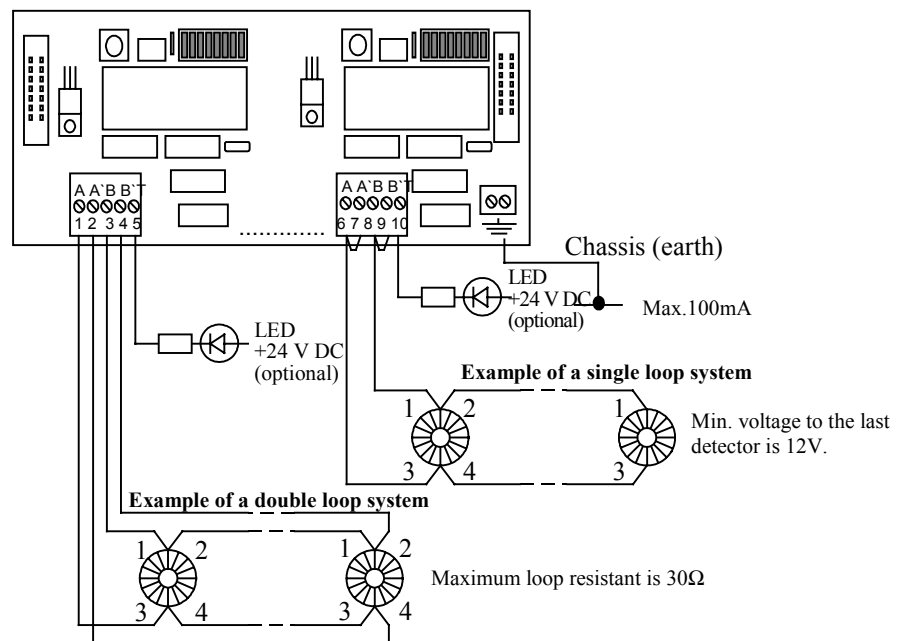 A A`B B`T
1 2 3 4 5
A A`B B`T
6 7 8 9 10
Chassis (earth)
LED
+24 V DC
(optional)
Max.100mA
LED
+24 V DC
(optional)
Example of a single loop system
1 2
3 4
1
3
Min. voltage to the last
detector is 12V.
Example of a double loop system
1 2
3 4
1 2
3 4
Maximum loop resistant is 30Ω